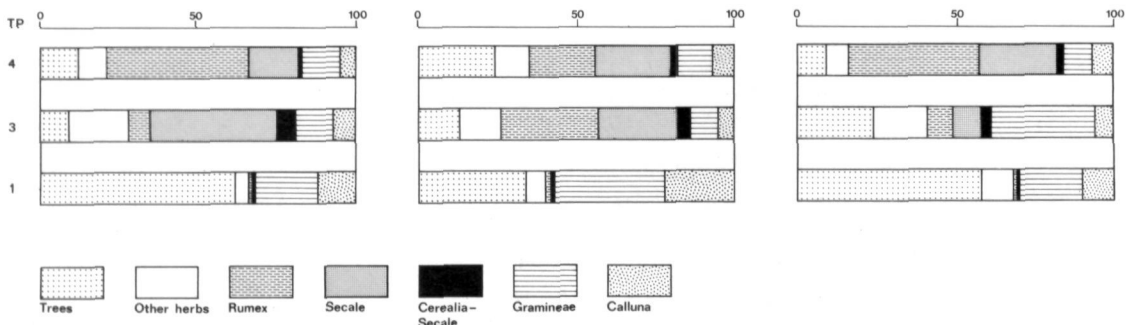 TP 0 50 100 0 50 100 0 50 100
4
3
1
Trees Other herbs Rumex Secale Cerealia– Gramineae Calluna
Secale